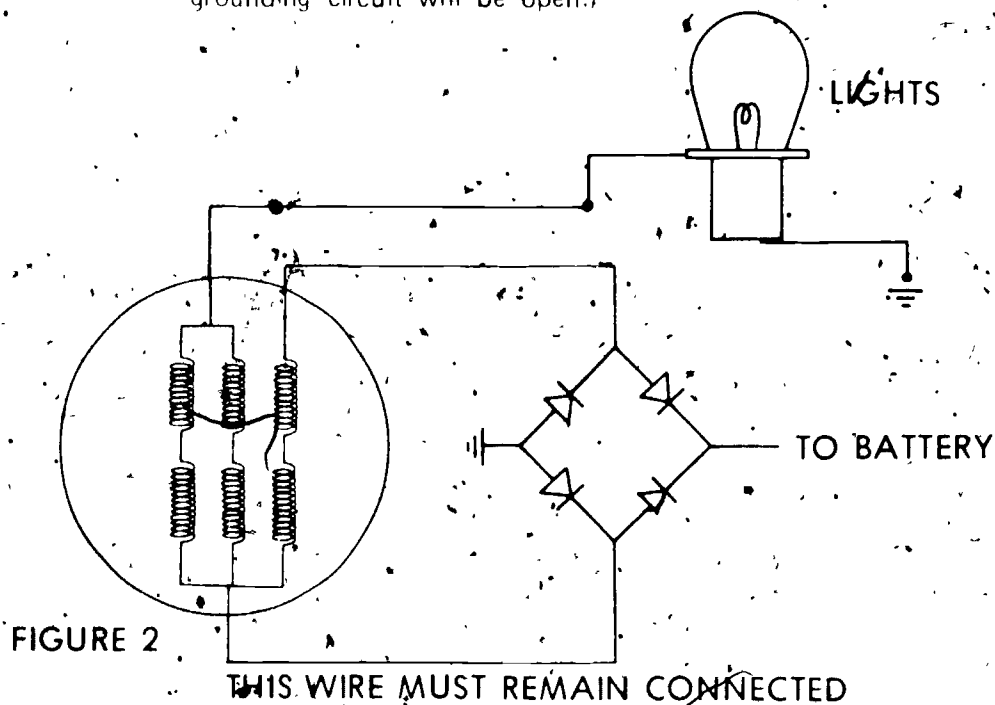 grounding circuit will be open.)
LIGHTS
TO BATTERY
FIGURE 2
THIS WIRE MUST REMAIN CONNECTED